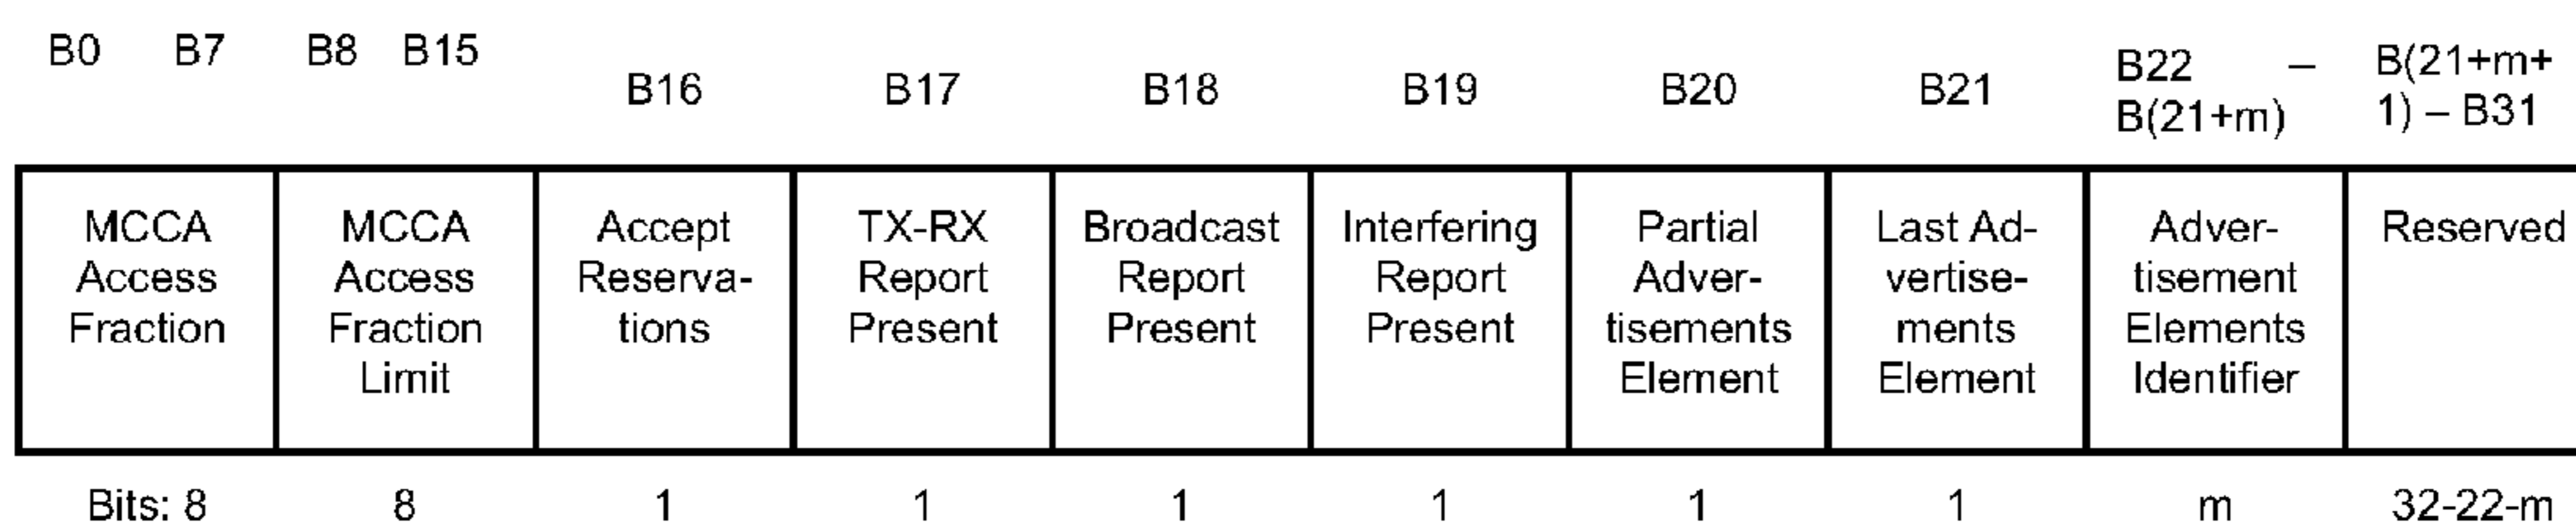 B0 B7 B8 B15
B16 B17 B18 B19 B20 B21
B22 –
B(21+m)
B(21+m+
1) – B31
MCCA
Access
Fraction
MCCA
Access
Fraction
Limit
Accept
Reserva-
tions
TX-RX
Report
Present
Broadcast
Report
Present
Interfering
Report
Present
Partial
Adver-
tisements
Element
Last Ad-
vertise-
ments
Element
Adver-
tisement
Elements
Identifier
Reserved
Bits: 8 8 1 1 1 1 1 1 m 32-22-m